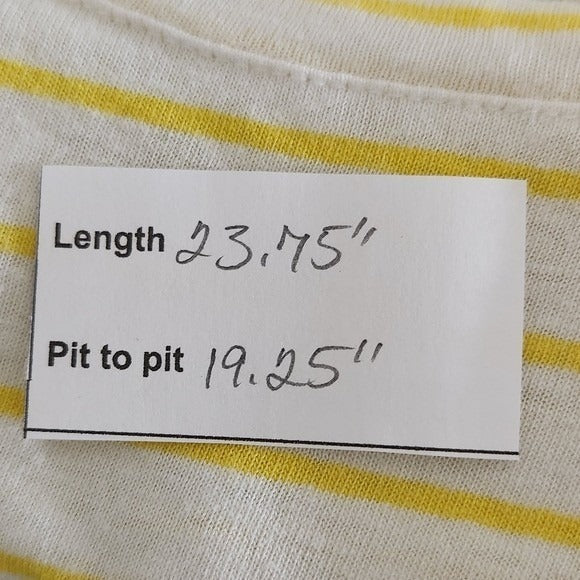 Length 23.75"
Pit to pit 19.25"